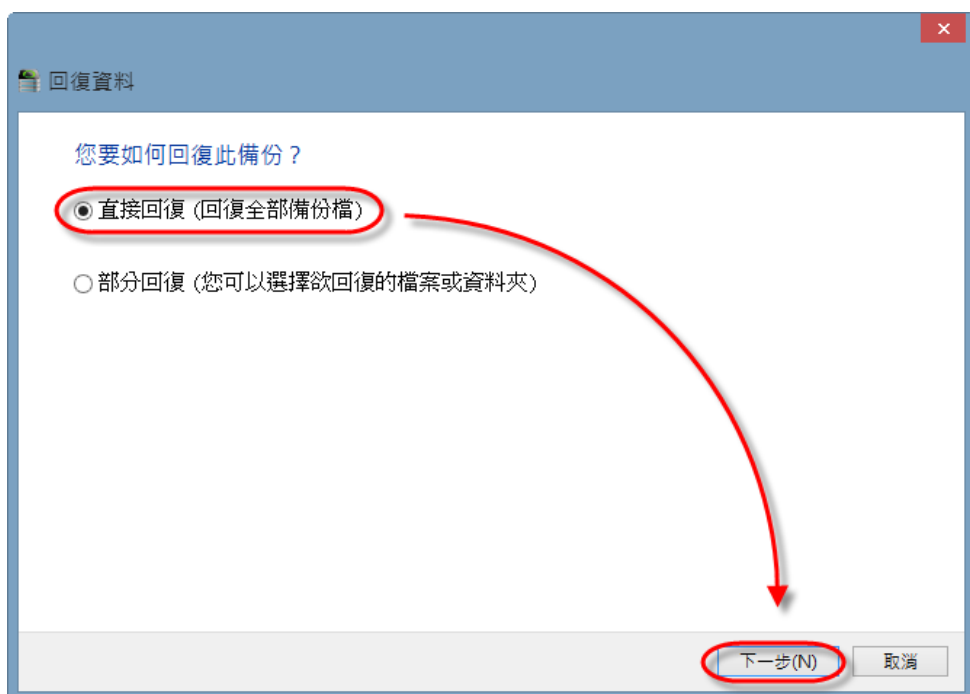 回復資料
您要如何回復此備份？
直接回復 (回復全部備份檔)
部分回復 (您可以選擇欲回復的檔案或資料夾)
下一步(N)
取消